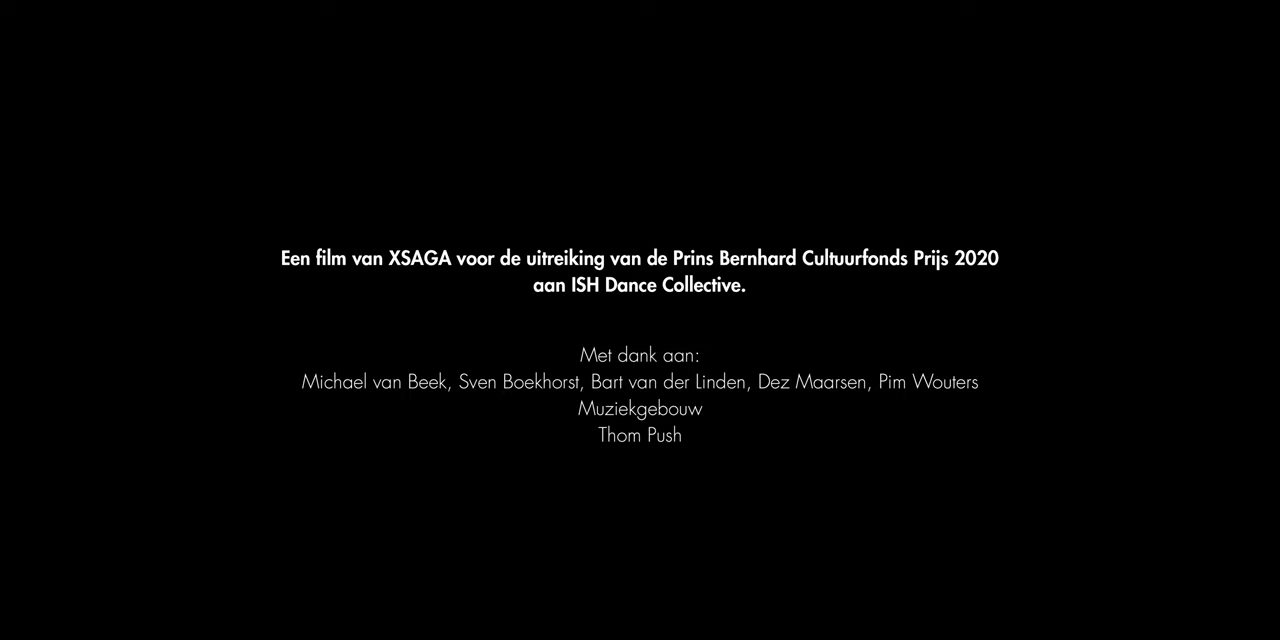 Een film van XSAGA voor de uitreiking van de Prins Bernhard Cultuurfonds Prijs 2020
aan ISH Dance Collective.
Met dank aan:
Michael van Beek, Sven Boekhorst, Bart van der Linden, Dez Maarsen, Pim Wouters
Muziekgebouw
Thom Push